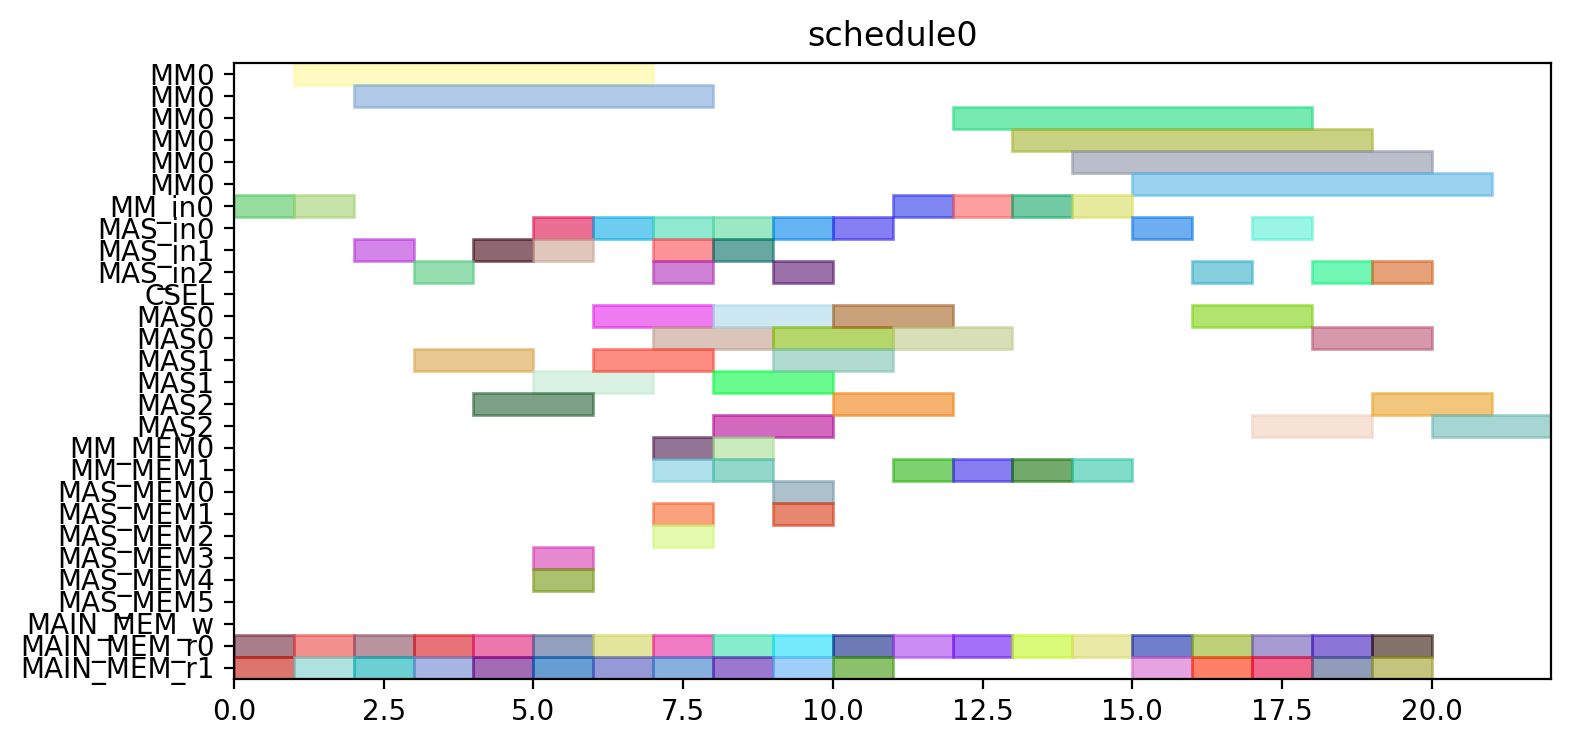 schedule0
MM0
MM0
MM0
MM0
MM0
MM0
MM_in0
MAS_in0
MAS_in1
MAS_in2
CSEL
MAS0
MAS0
MAS1
MAS1
MAS2
MAS2
MM_MEM0
MM_MEM1
MAS_MEM0
MAS_MEM1
MAS_MEM2
MAS_MEM3
MAS_MEM4
MAS_MEM5
MAIN_MEM_w
MAIN_MEM_r0
MAIN_MEM_r1
0.0 2.5 5.0 7.5 10.0 12.5 15.0 17.5 20.0